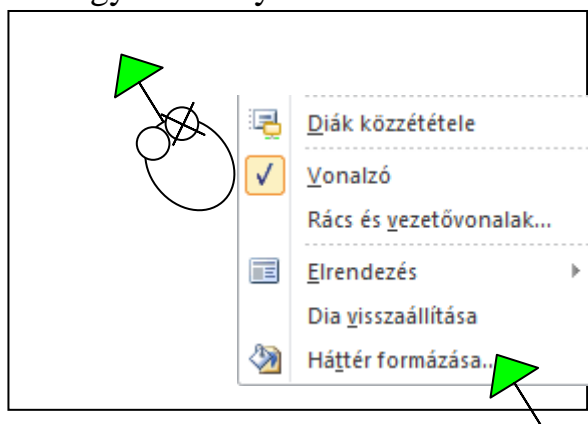 Diák közzététele
Vonalzó
Rács és vezetővonalak...
Elrendezés
Dia visszaállítása
Háttér formázása..